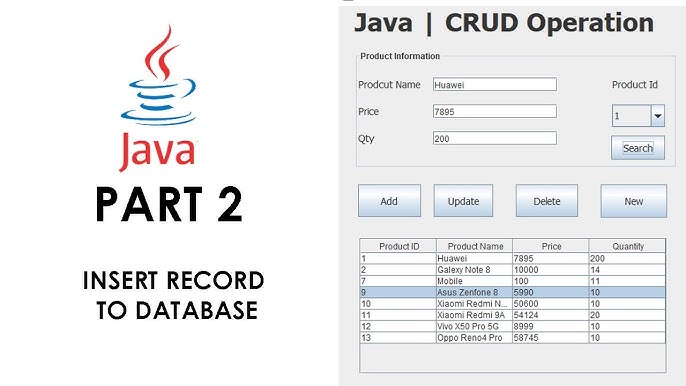 Java
PART 2
INSERT RECORD
TO DATABASE
Java | CRUD Operation
Product Information
Prodcut Name Huawei Product Id
Price 7895 1
Qty 200 Search
Add Update Delete New
Product ID Product Name Price Quantity
1 Huawei 7895 200
2 Galexy Note 8 10000 14
7 Mobile 100 11
9 Asus Zenfone 8 5990 10
10 Xiaomi Redmi N... 50600 10
11 Xiaomi Redmi 9A 54124 20
12 Vivo X50 Pro 5G 8999 10
13 Oppo Reno4 Pro 58745 10